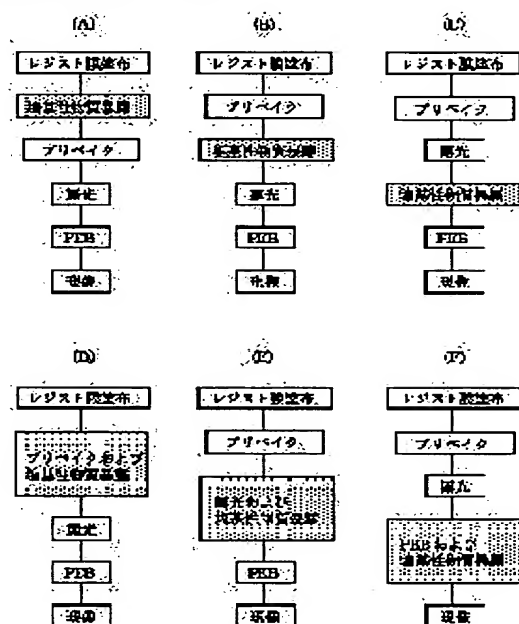 (A)
レジスト膜塗布
プリベイク
露光
PEB
現像
(B)
レジスト膜塗布
プリベイク
露光
PEB
現像
(C)
レジスト膜塗布
プリベイク
露光
PEB
現像
(D)
レジスト膜塗布
プリベイクおよび
露光
PEB
現像
(E)
レジスト膜塗布
プリベイク
露光および
PEB
現像
(F)
レジスト膜塗布
プリベイク
露光
PEBおよび
現像